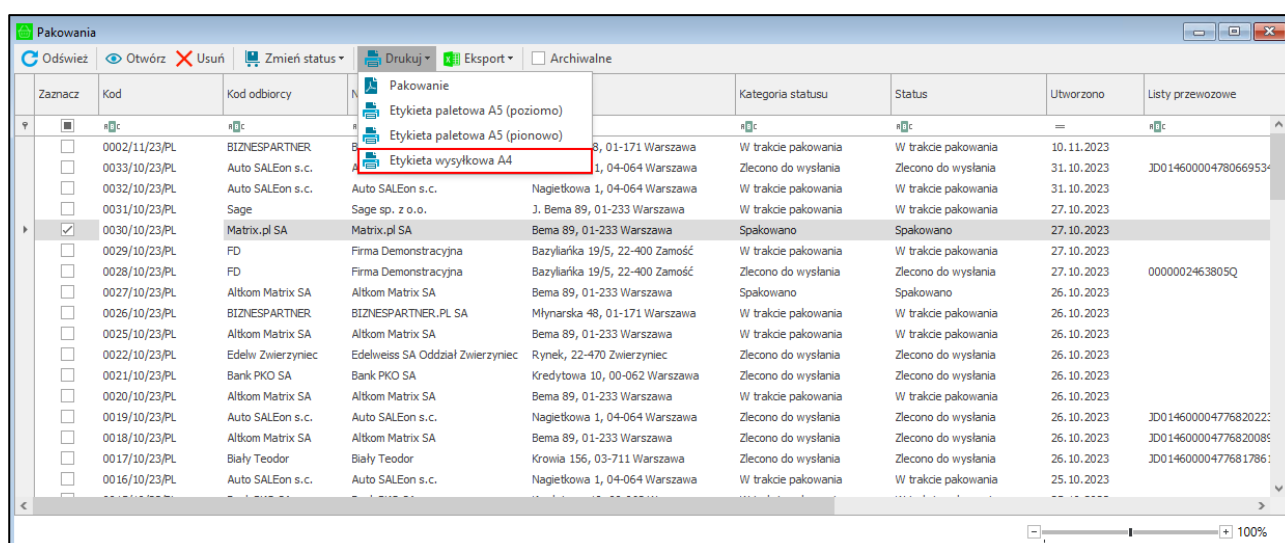 Pakowania
Odśwież Otwórz Usuń Zmień status Drukuj Eksport Archiwalne
Pakowanie
Etykieta paletowa A5 (poziomo)
Etykieta paletowa A5 (pionowo)
Etykieta wysyłkowa A4
Zaznacz Kod Kod odbiorcy N Kategoria statusu Status Utworzono Listy przewozowe
0002/11/23/PL BIZNESPARTNER B 8, 01-171 Warszawa W trakcie pakowania W trakcie pakowania 10.11.2023
0033/10/23/PL Auto SALEon s.c. A 1, 04-064 Warszawa Zlecono do wysłania Zlecono do wysłania 31.10.2023 JD014600004780669534
0032/10/23/PL Auto SALEon s.c. Auto SALEon s.c. Nagietkowa 1, 04-064 Warszawa W trakcie pakowania W trakcie pakowania 31.10.2023
0031/10/23/PL Sage Sage sp. z o.o. J. Bema 89, 01-233 Warszawa W trakcie pakowania W trakcie pakowania 27.10.2023
0030/10/23/PL Matrix.pl SA Matrix.pl SA Bema 89, 01-233 Warszawa Spakowano Spakowano 27.10.2023
0029/10/23/PL FD Firma Demonstracyjna Bazyliańka 19/5, 22-400 Zamość W trakcie pakowania W trakcie pakowania 27.10.2023
0028/10/23/PL FD Firma Demonstracyjna Bazyliańka 19/5, 22-400 Zamość Zlecono do wysłania Zlecono do wysłania 27.10.2023 0000002463805Q
0027/10/23/PL Altkom Matrix SA Altkom Matrix SA Bema 89, 01-233 Warszawa Spakowano Spakowano 26.10.2023
0026/10/23/PL BIZNESPARTNER BIZNESPARTNER.PL SA Młynarska 48, 01-171 Warszawa W trakcie pakowania W trakcie pakowania 26.10.2023
0025/10/23/PL Altkom Matrix SA Altkom Matrix SA Bema 89, 01-233 Warszawa W trakcie pakowania W trakcie pakowania 26.10.2023
0022/10/23/PL Edelw Zwierzyniec Edelweiss SA Oddział Zwierzyniec Rynek, 22-470 Zwierzyniec Zlecono do wysłania Zlecono do wysłania 26.10.2023
0021/10/23/PL Bank PKO SA Bank PKO SA Kredytowa 10, 00-062 Warszawa Zlecono do wysłania Zlecono do wysłania 26.10.2023
0020/10/23/PL Altkom Matrix SA Altkom Matrix SA Bema 89, 01-233 Warszawa W trakcie pakowania W trakcie pakowania 26.10.2023
0019/10/23/PL Auto SALEon s.c. Auto SALEon s.c. Nagietkowa 1, 04-064 Warszawa Zlecono do wysłania Zlecono do wysłania 26.10.2023 JD014600004776820223
0018/10/23/PL Altkom Matrix SA Altkom Matrix SA Bema 89, 01-233 Warszawa Zlecono do wysłania Zlecono do wysłania 26.10.2023 JD014600004776820089
0017/10/23/PL Biały Teodor Biały Teodor Krowia 156, 03-711 Warszawa Zlecono do wysłania Zlecono do wysłania 26.10.2023 JD014600004776817861
0016/10/23/PL Auto SALEon s.c. Auto SALEon s.c. Nagietkowa 1, 04-064 Warszawa W trakcie pakowania W trakcie pakowania 25.10.2023
100%